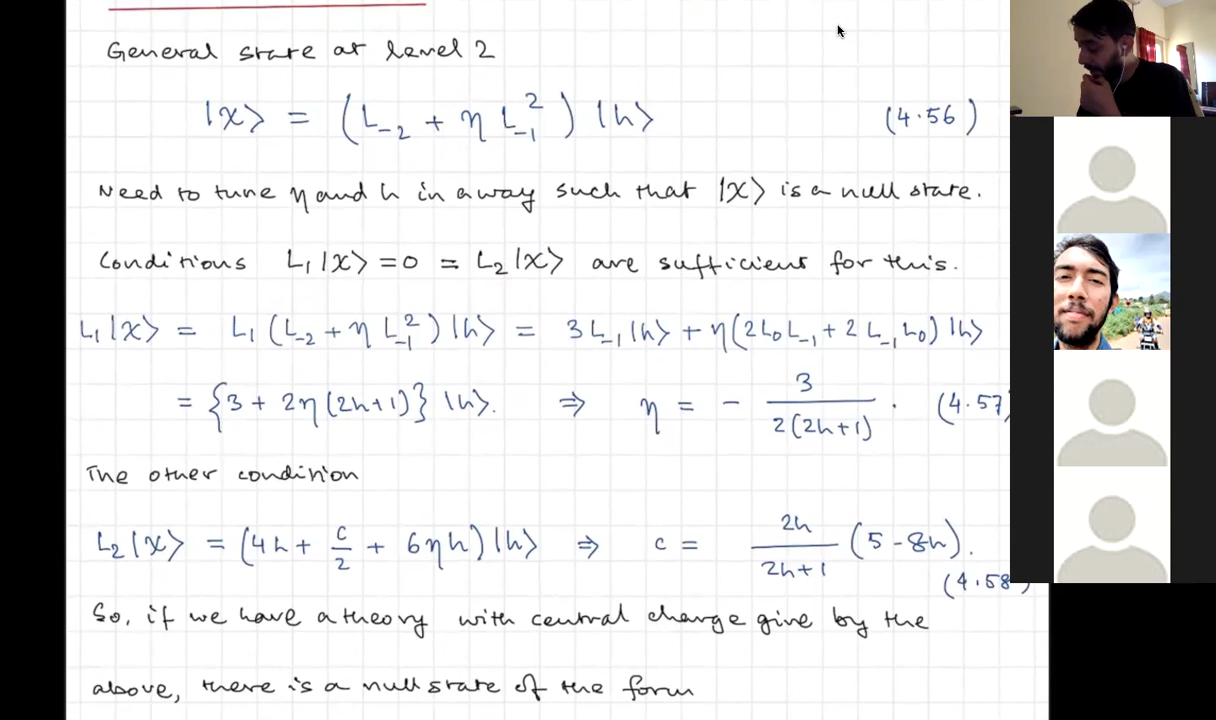 General state at level 2
|χ⟩ = (L₋₂ + η L₋₁²) |h⟩ (4.56)
Need to tune η and h in a way such that |χ⟩ is a null state.
Conditions L₁|χ⟩ = 0 = L₂|χ⟩ are sufficient for this.
L₁|χ⟩ = L₁(L₋₂ + η L₋₁²)|h⟩ = 3L₋₁|h⟩ + η(2L₀L₋₁ + 2L₋₁L₀)|h⟩
= {3 + 2η(2h+1)}|h⟩. ⇒ η = - 3/2(2h+1) . (4.57)
The other condition
L₂|χ⟩ = (4h + c/2 + 6ηh)|h⟩ ⇒ c = 2h/2h+1 (5-8h).
(4.58)
So, if we have a theory with central charge give by the
above, there is a null state of the form